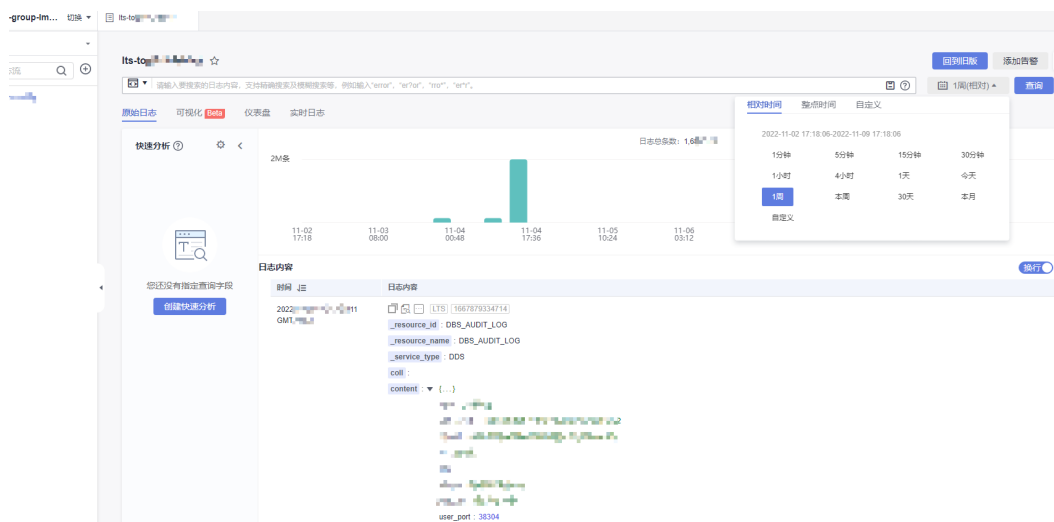 -group-lm... 切换
lts-to
lts-to
回到旧版 添加告警
请输入要搜索的日志内容，支持精确搜索及模糊搜索等，例如输入"error"、"er?or"、"rro*"、"er*r"。
1周(相对) 查询
原始日志 可视化 Beta 仪表盘 实时日志
相对时间 整点时间 自定义
2022-11-02 17:18:06-2022-11-09 17:18:06
1分钟 5分钟 15分钟 30分钟
1小时 4小时 1天 今天
1周 本周 30天 本月
自定义
快速分析
日志总条数：1,6
2M条
0
11-02 17:18
11-03 08:00
11-04 00:48
11-04 17:36
11-05 10:24
11-06 03:12
您还没有指定查询字段
创建快速分析
日志内容 换行
时间 日志内容
2022 11
GMT
LTS 1667879334714
_resource_id : DBS_AUDIT_LOG
_resource_name : DBS_AUDIT_LOG
_service_type : DDS
coll :
content : {...}
2
user_port : 38304